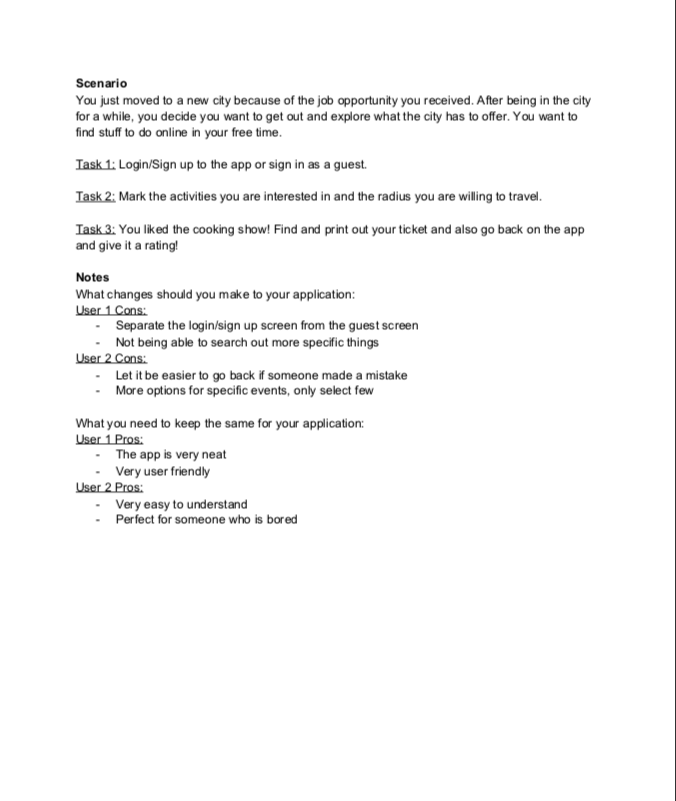 Scenario
You just moved to a new city because of the job opportunity you received. After being in the city
for a while, you decide you want to get out and explore what the city has to offer. You want to
find stuff to do online in your free time.
Task 1: Login/Sign up to the app or sign in as a guest.
Task 2: Mark the activities you are interested in and the radius you are willing to travel.
Task 3: You liked the cooking show! Find and print out your ticket and also go back on the app
and give it a rating!
Notes
What changes should you make to your application:
User 1 Cons:
- Separate the login/sign up screen from the guest screen
- Not being able to search out more specific things
User 2 Cons:
- Let it be easier to go back if someone made a mistake
- More options for specific events, only select few
What you need to keep the same for your application:
User 1 Pros:
- The app is very neat
- Very user friendly
User 2 Pros:
- Very easy to understand
- Perfect for someone who is bored